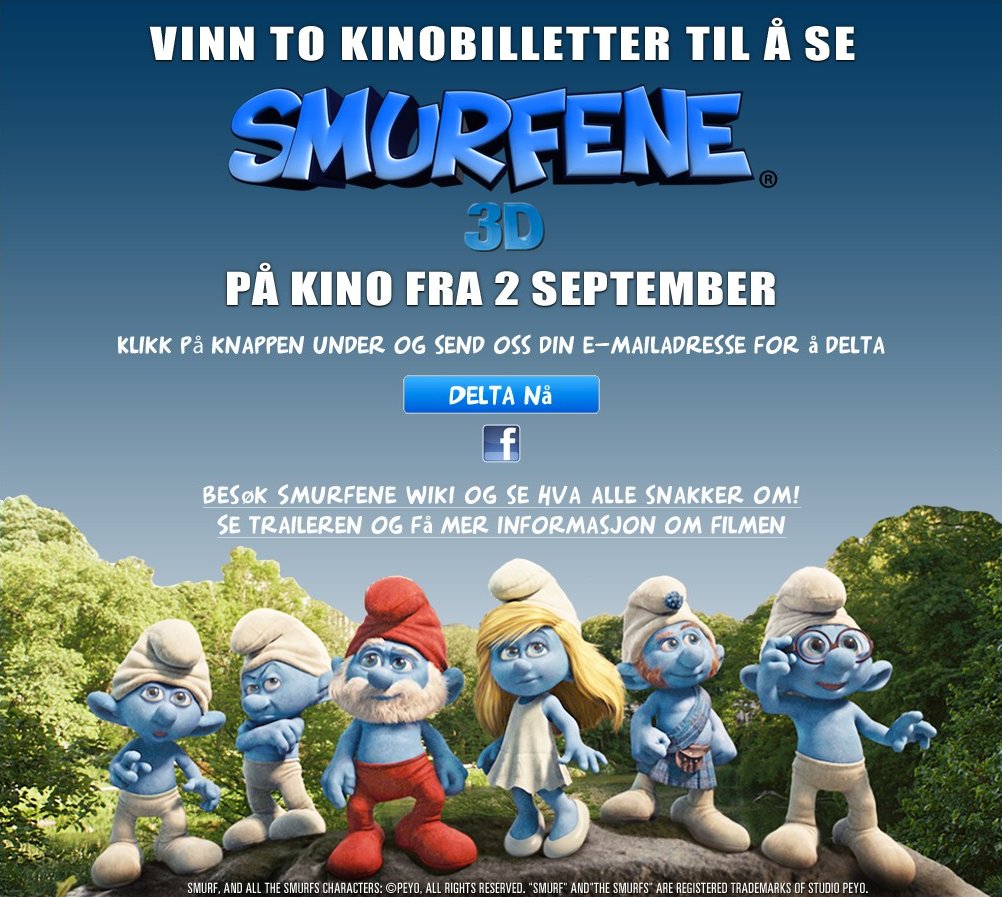 VINN TO KINOBILLETTER TIL Å SE
SMURFENE®
3D
PÅ KINO FRA 2 SEPTEMBER
KLIKK På KNAPPEN UNDER OG SEND OSS DIN E-MAILADRESSE FOR å DELTA
DELTA Nå
f
BESøK SMURFENE WIKI OG SE HVA ALLE SNAKKER OM!
SE TRAILEREN OG Få MER INFORMASJON OM FILMEN
SMURF, AND ALL THE SMURFS CHARACTERS: ©PEYO, ALL RIGHTS RESERVED. "SMURF" AND"THE SMURFS" ARE REGISTERED TRADEMARKS OF STUDIO PEYO.